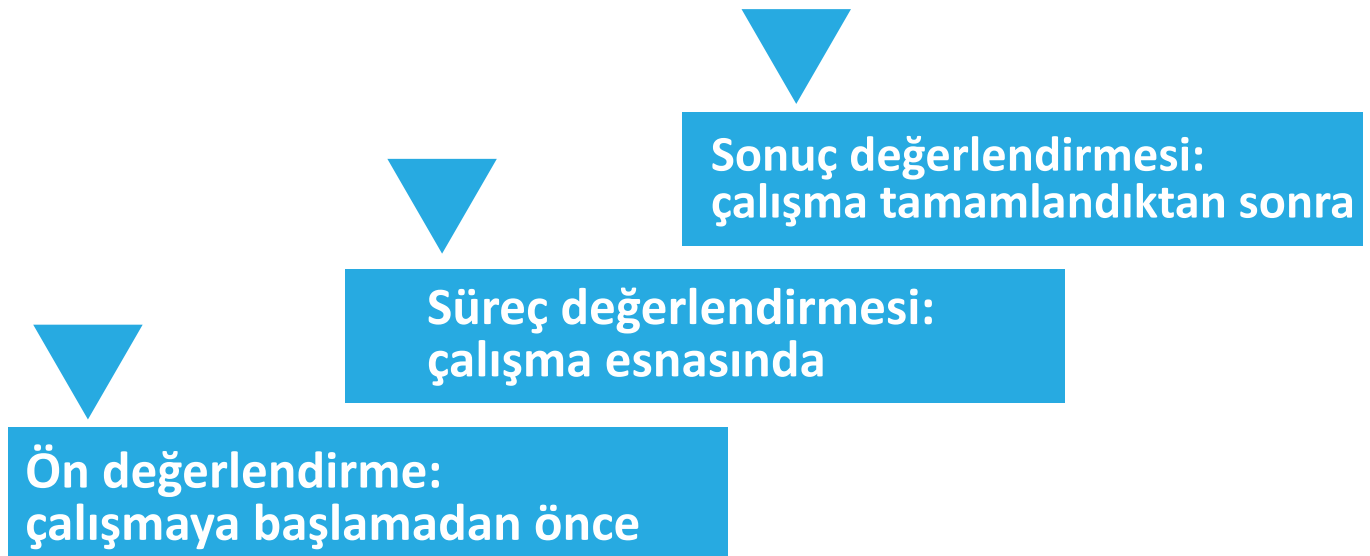 Sonuç değerlendirmesi:
çalışma tamamlandıktan sonra
Süreç değerlendirmesi:
çalışma esnasında
Ön değerlendirme:
çalışmaya başlamadan önce